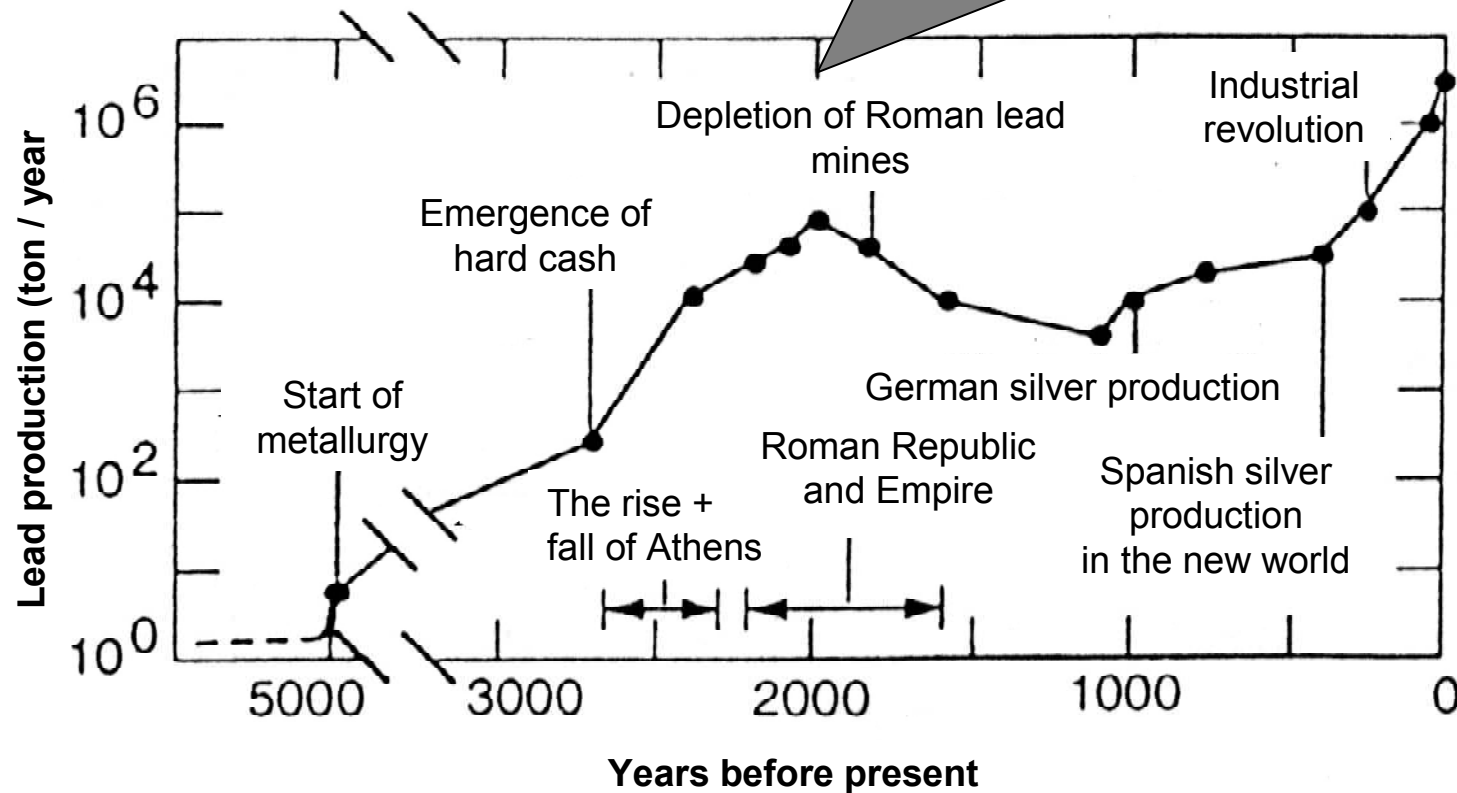 Lead production (ton / year
10^6
10^4
10^2
10^0
Start of
metallurgy
Emergence of
hard cash
The rise +
fall of Athens
Depletion of Roman lead
mines
Roman Republic
and Empire
German silver production
Spanish silver
production
in the new world
Industrial
revolution
5000
3000
2000
1000
0
Years before present